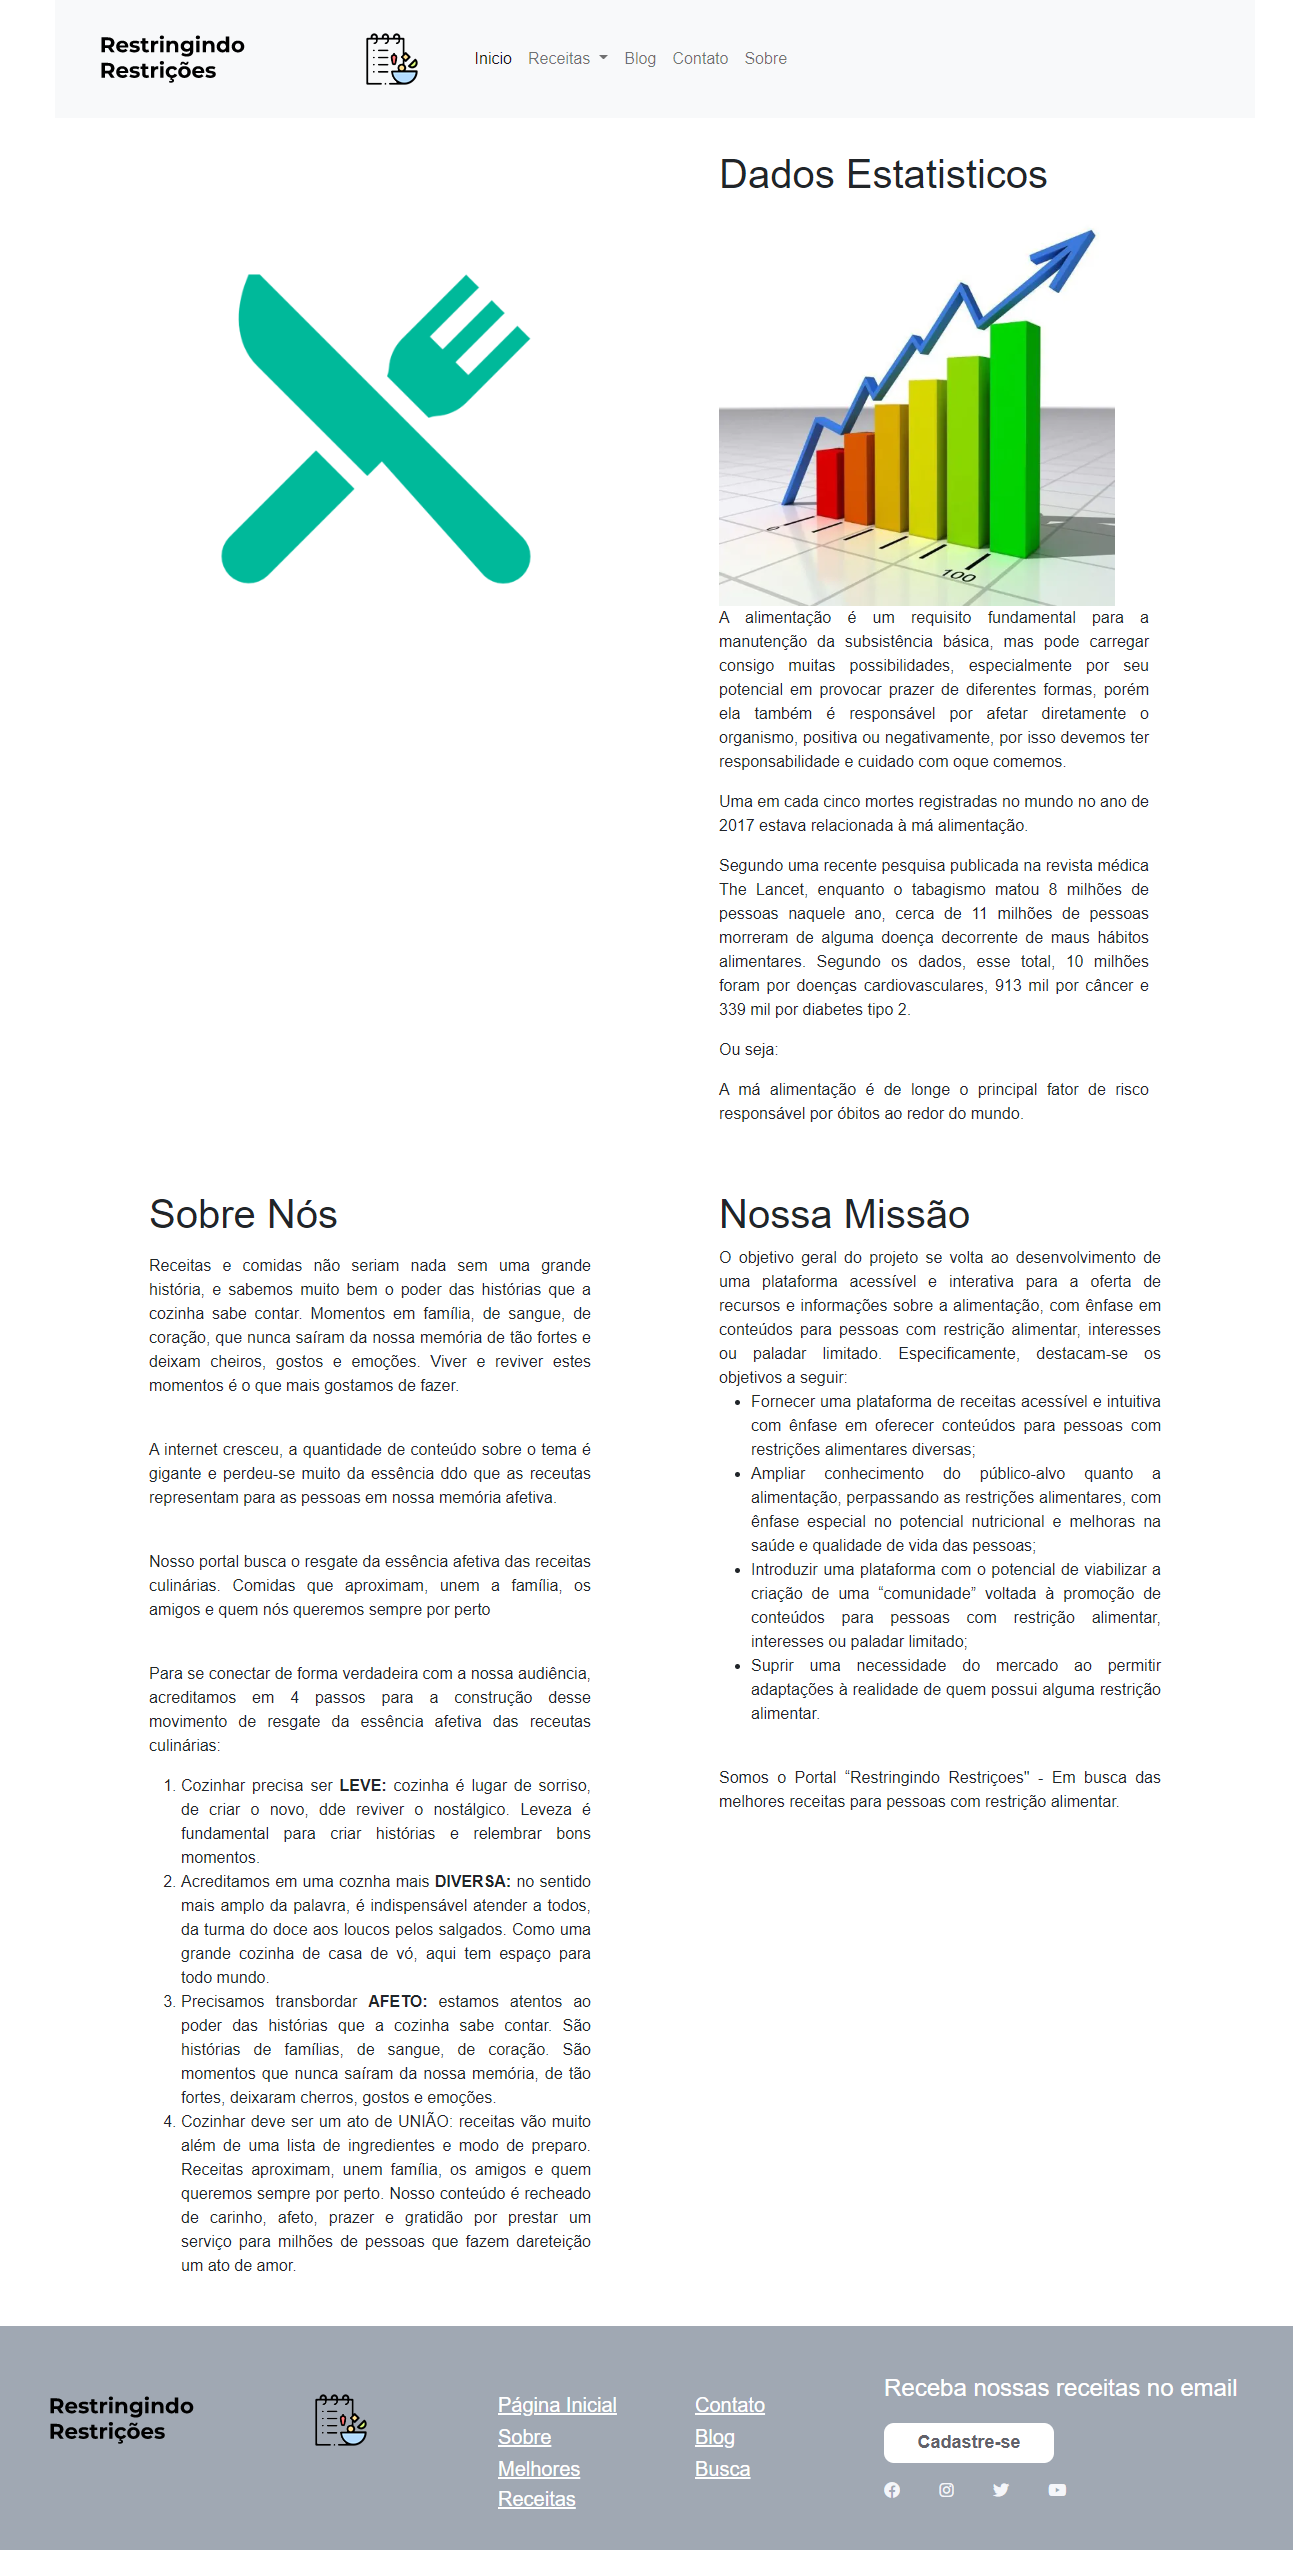 Restringindo
Restrições
Inicio Receitas Blog Contato Sobre
Dados Estatisticos
0
100
A alimentação é um requisito fundamental para a
manutenção da subsistência básica, mas pode carregar
consigo muitas possibilidades, especialmente por seu
potencial em provocar prazer de diferentes formas, porém
ela também é responsável por afetar diretamente o
organismo, positiva ou negativamente, por isso devemos ter
responsabilidade e cuidado com oque comemos.
Uma em cada cinco mortes registradas no mundo no ano de
2017 estava relacionada à má alimentação.
Segundo uma recente pesquisa publicada na revista médica
The Lancet, enquanto o tabagismo matou 8 milhões de
pessoas naquele ano, cerca de 11 milhões de pessoas
morreram de alguma doença decorrente de maus hábitos
alimentares. Segundo os dados, esse total, 10 milhões
foram por doenças cardiovasculares, 913 mil por câncer e
339 mil por diabetes tipo 2.
Ou seja:
A má alimentação é de longe o principal fator de risco
responsável por óbitos ao redor do mundo.
Sobre Nós
Receitas e comidas não seriam nada sem uma grande
história, e sabemos muito bem o poder das histórias que a
cozinha sabe contar. Momentos em família, de sangue, de
coração, que nunca saíram da nossa memória de tão fortes e
deixam cheiros, gostos e emoções. Viver e reviver estes
momentos é o que mais gostamos de fazer.
A internet cresceu, a quantidade de conteúdo sobre o tema é
gigante e perdeu-se muito da essência ddo que as receutas
representam para as pessoas em nossa memória afetiva.
Nosso portal busca o resgate da essência afetiva das receitas
culinárias. Comidas que aproximam, unem a família, os
amigos e quem nós queremos sempre por perto
Para se conectar de forma verdadeira com a nossa audiência,
acreditamos em 4 passos para a construção desse
movimento de resgate da essência afetiva das receutas
culinárias:
1. Cozinhar precisa ser LEVE: cozinha é lugar de sorriso,
de criar o novo, dde reviver o nostálgico. Leveza é
fundamental para criar histórias e relembrar bons
momentos.
2. Acreditamos em uma coznha mais DIVERSA: no sentido
mais amplo da palavra, é indispensável atender a todos,
da turma do doce aos loucos pelos salgados. Como uma
grande cozinha de casa de vó, aqui tem espaço para
todo mundo.
3. Precisamos transbordar AFETO: estamos atentos ao
poder das histórias que a cozinha sabe contar. São
histórias de famílias, de sangue, de coração. São
momentos que nunca saíram da nossa memória, de tão
fortes, deixaram cherros, gostos e emoções.
4. Cozinhar deve ser um ato de UNIÃO: receitas vão muito
além de uma lista de ingredientes e modo de preparo.
Receitas aproximam, unem família, os amigos e quem
queremos sempre por perto. Nosso conteúdo é recheado
de carinho, afeto, prazer e gratidão por prestar um
serviço para milhões de pessoas que fazem dareteição
um ato de amor.
Nossa Missão
O objetivo geral do projeto se volta ao desenvolvimento de
uma plataforma acessível e interativa para a oferta de
recursos e informações sobre a alimentação, com ênfase em
conteúdos para pessoas com restrição alimentar, interesses
ou paladar limitado. Especificamente, destacam-se os
objetivos a seguir:
• Fornecer uma plataforma de receitas acessível e intuitiva
com ênfase em oferecer conteúdos para pessoas com
restrições alimentares diversas;
• Ampliar conhecimento do público-alvo quanto a
alimentação, perpassando as restrições alimentares, com
ênfase especial no potencial nutricional e melhoras na
saúde e qualidade de vida das pessoas;
• Introduzir uma plataforma com o potencial de viabilizar a
criação de uma “comunidade” voltada à promoção de
conteúdos para pessoas com restrição alimentar,
interesses ou paladar limitado;
• Suprir uma necessidade do mercado ao permitir
adaptações à realidade de quem possui alguma restrição
alimentar.
Somos o Portal “Restringindo Restriçoes" - Em busca das
melhores receitas para pessoas com restrição alimentar.
Restringindo
Restrições
Página Inicial
Sobre
Melhores
Receitas
Contato
Blog
Busca
Receba nossas receitas no email
Cadastre-se